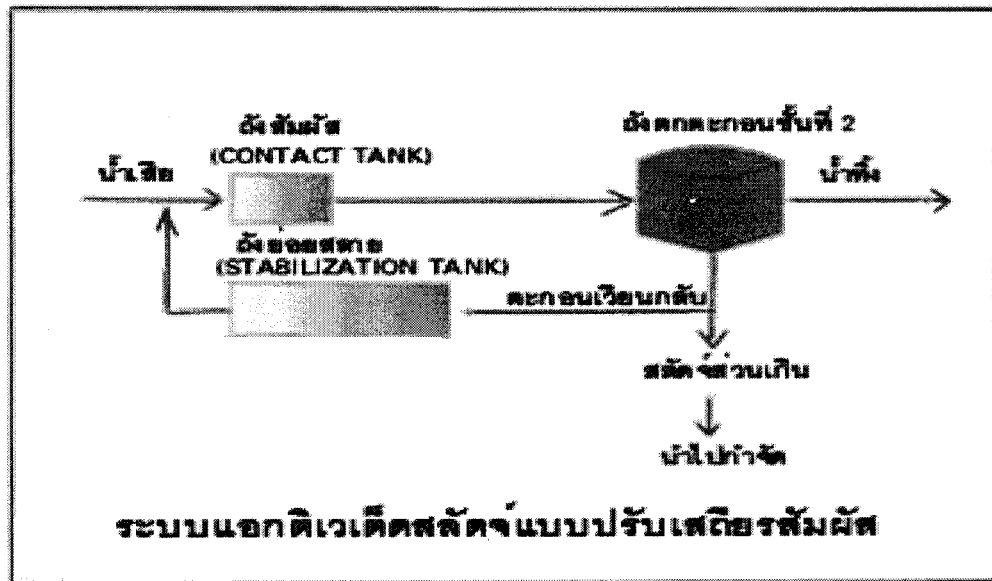 ถังสัมผัส
(CONTACT TANK)
น้ำเสีย
ถังตกตะกอนชั้นที่ 2
น้ำทิ้ง
ถังย่อยสลาย
(STABILIZATION TANK)
ตะกอนเวียนกลับ
สลัดจ์ส่วนเกิน
นำไปกำจัด
ระบบแอกติเวเต็ดสลัดจ์แบบปรับเสถียรสัมผัส